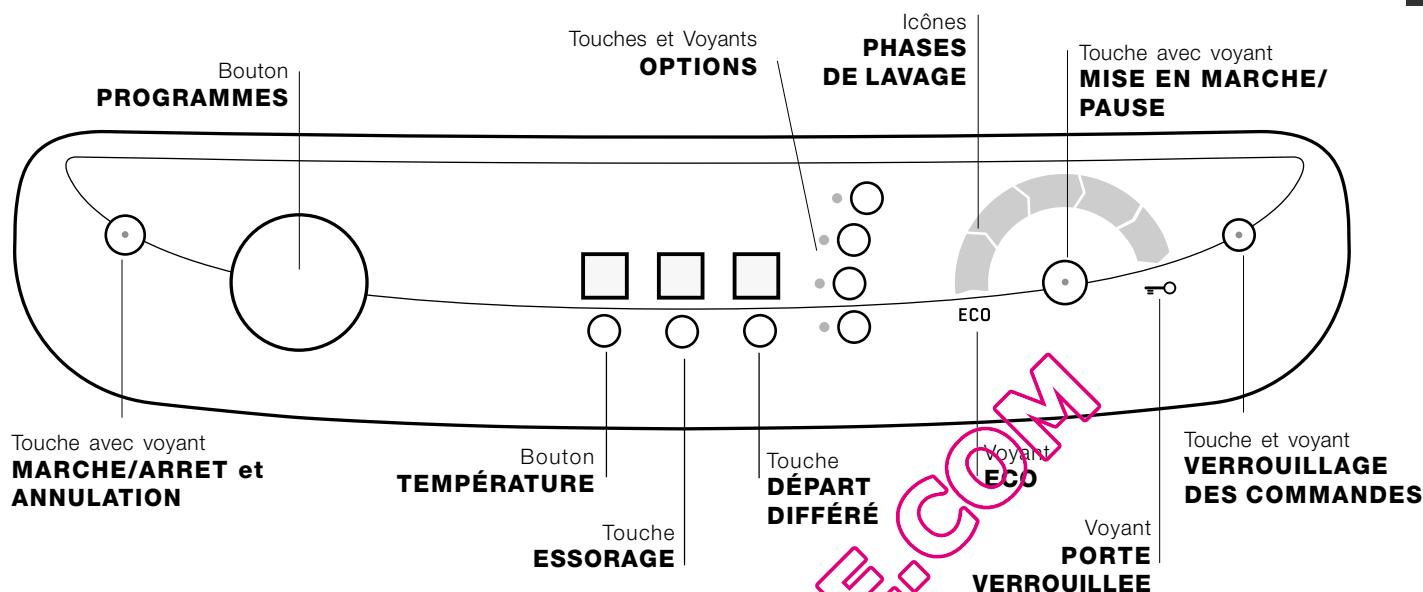 Icônes
PHASES
DE LAVAGE
Touches et Voyants
OPTIONS
Touche avec voyant
MISE EN MARCHE/
PAUSE
Bouton
PROGRAMMES
ECO
Touche avec voyant
MARCHE/ARRET et
ANNULATION
Bouton
TEMPÉRATURE
Touche
ESSORAGE
Touche
DÉPART
DIFFÉRÉ
Voyant
ECO
Voyant
PORTE
VERROUILLEE
Touche et voyant
VERROUILLAGE
DES COMMANDES
E.COM